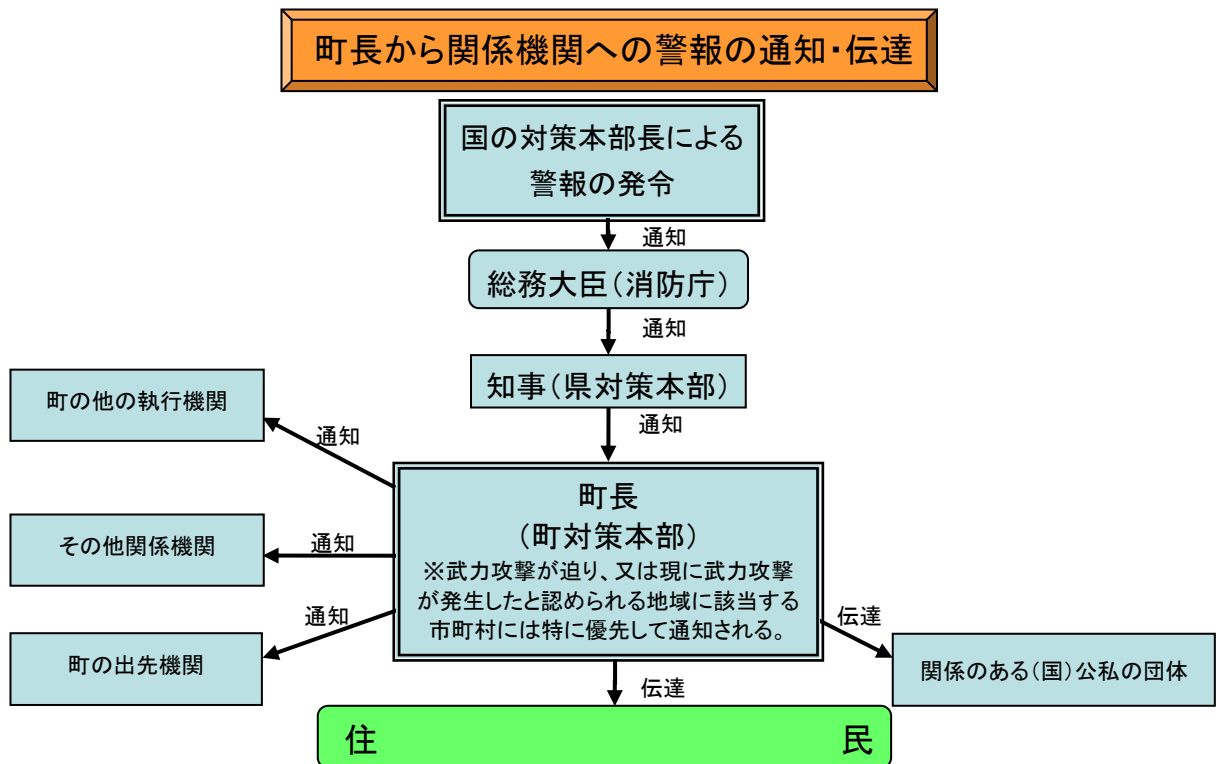 町長から関係機関への警報の通知・伝達
国の対策本部長による
警報の発令
通知
総務大臣（消防庁）
通知
知事（県対策本部）
通知
町の他の執行機関
通知
町長
（町対策本部）
※武力攻撃が迫り、又は現に武力攻撃
が発生したと認められる地域に該当する
市町村には特に優先して通知される。
その他関係機関
通知
通知
町の出先機関
伝達
関係のある（国）公私の団体
伝達
住　民